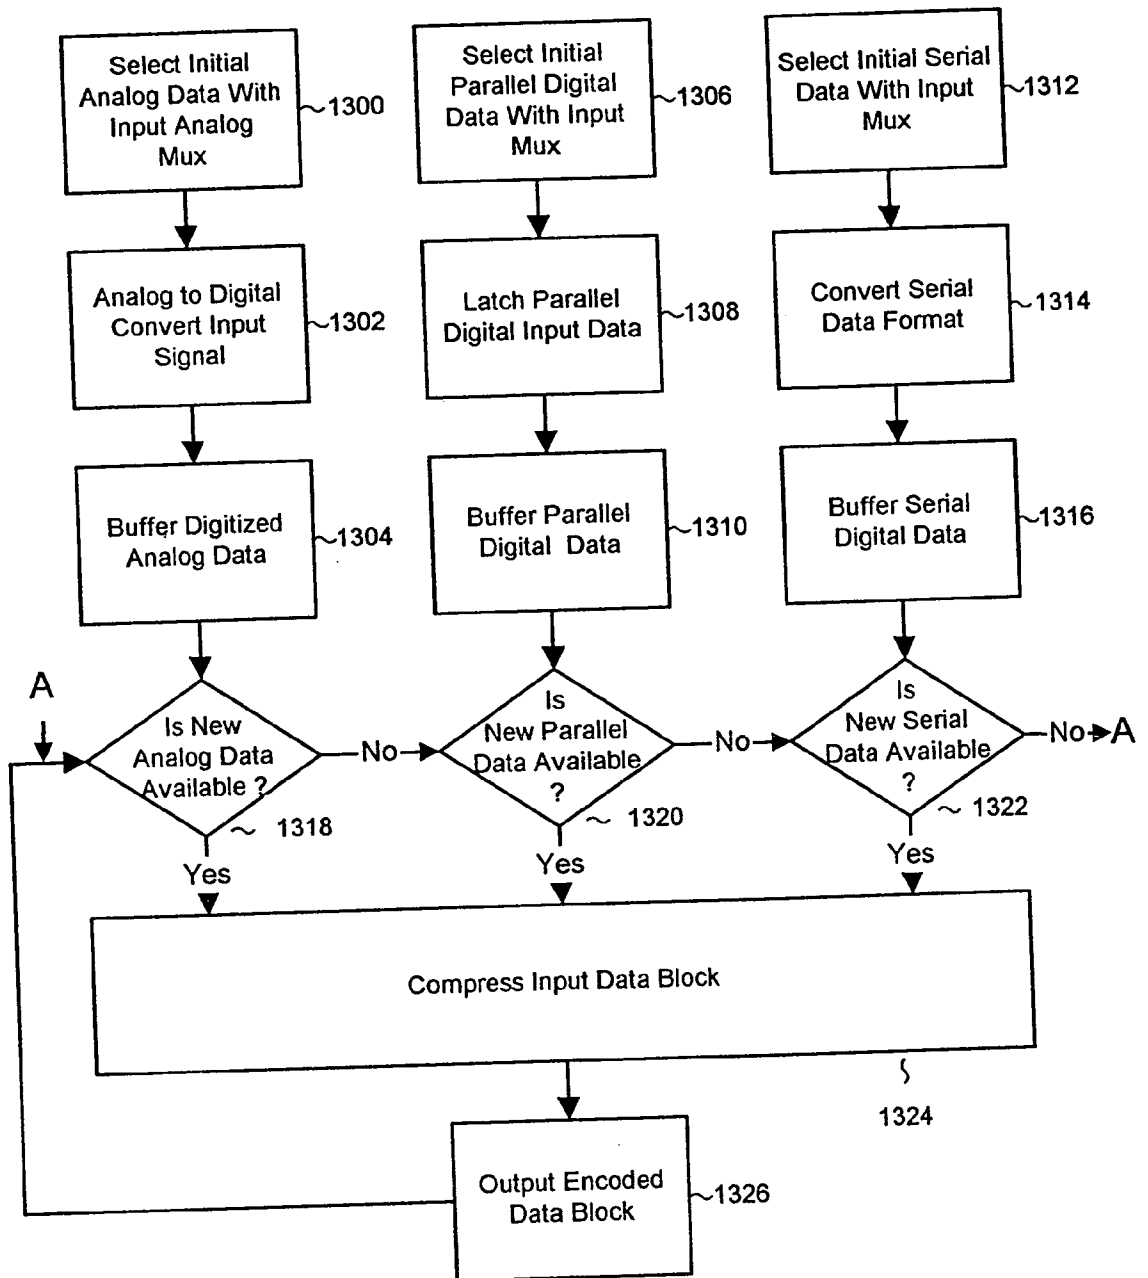 Select Initial
Analog Data With
Input Analog
Mux
1300
Select Initial
Parallel Digital
Data With Input
Mux
1306
Select Initial Serial
Data With Input
Mux
1312
Analog to Digital
Convert Input
Signal
1302
Latch Parallel
Digital Input Data
1308
Convert Serial
Data Format
1314
Buffer Digitized
Analog Data
1304
Buffer Parallel
Digital Data
1310
Buffer Serial
Digital Data
1316
A
Is New
Analog Data
Available ?
1318
No
Is
New Parallel
Data Available
?
1320
No
Is
New Serial
Data Available
?
1322
No
A
Yes
Yes
Yes
Compress Input Data Block
1324
Output Encoded
Data Block
1326